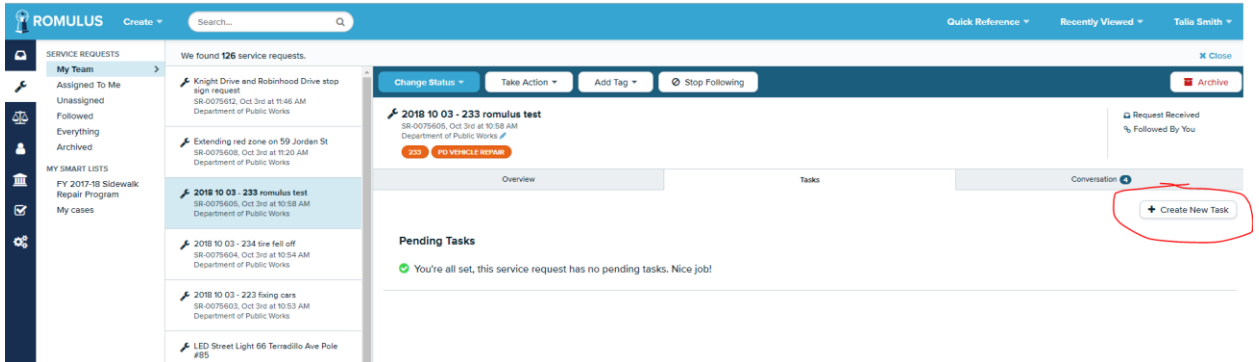 ROMULUS
Create
Search...
Quick Reference
Recently Viewed
Talia Smith
SERVICE REQUESTS
My Team
Assigned To Me
Unassigned
Followed
Everything
Archived
MY SMART LISTS
FY 2017-18 Sidewalk
Repair Program
My cases
We found 126 service requests.
Close
Knight Drive and Robinhood Drive stop
sign request
SR-0075612, Oct 3rd at 11:46 AM
Department of Public Works
Extending red zone on 59 Jordan St
SR-0075608, Oct 3rd at 11:20 AM
Department of Public Works
2018 10 03 - 233 romulus test
SR-0075605, Oct 3rd at 10:58 AM
Department of Public Works
2018 10 03 - 234 tire fell off
SR-0075604, Oct 3rd at 10:54 AM
Department of Public Works
2018 10 03 - 223 fixing cars
SR-0075603, Oct 3rd at 10:53 AM
Department of Public Works
LED Street Light 66 Terradillo Ave Pole
#85
Change Status
Take Action
Add Tag
Stop Following
Archive
2018 10 03 - 233 romulus test
SR-0075605, Oct 3rd at 10:58 AM
Department of Public Works
233 PD VEHICLE REPAIR
Request Received
Followed By You
Overview
Tasks
Conversation 4
+ Create New Task
Pending Tasks
You're all set, this service request has no pending tasks. Nice job!